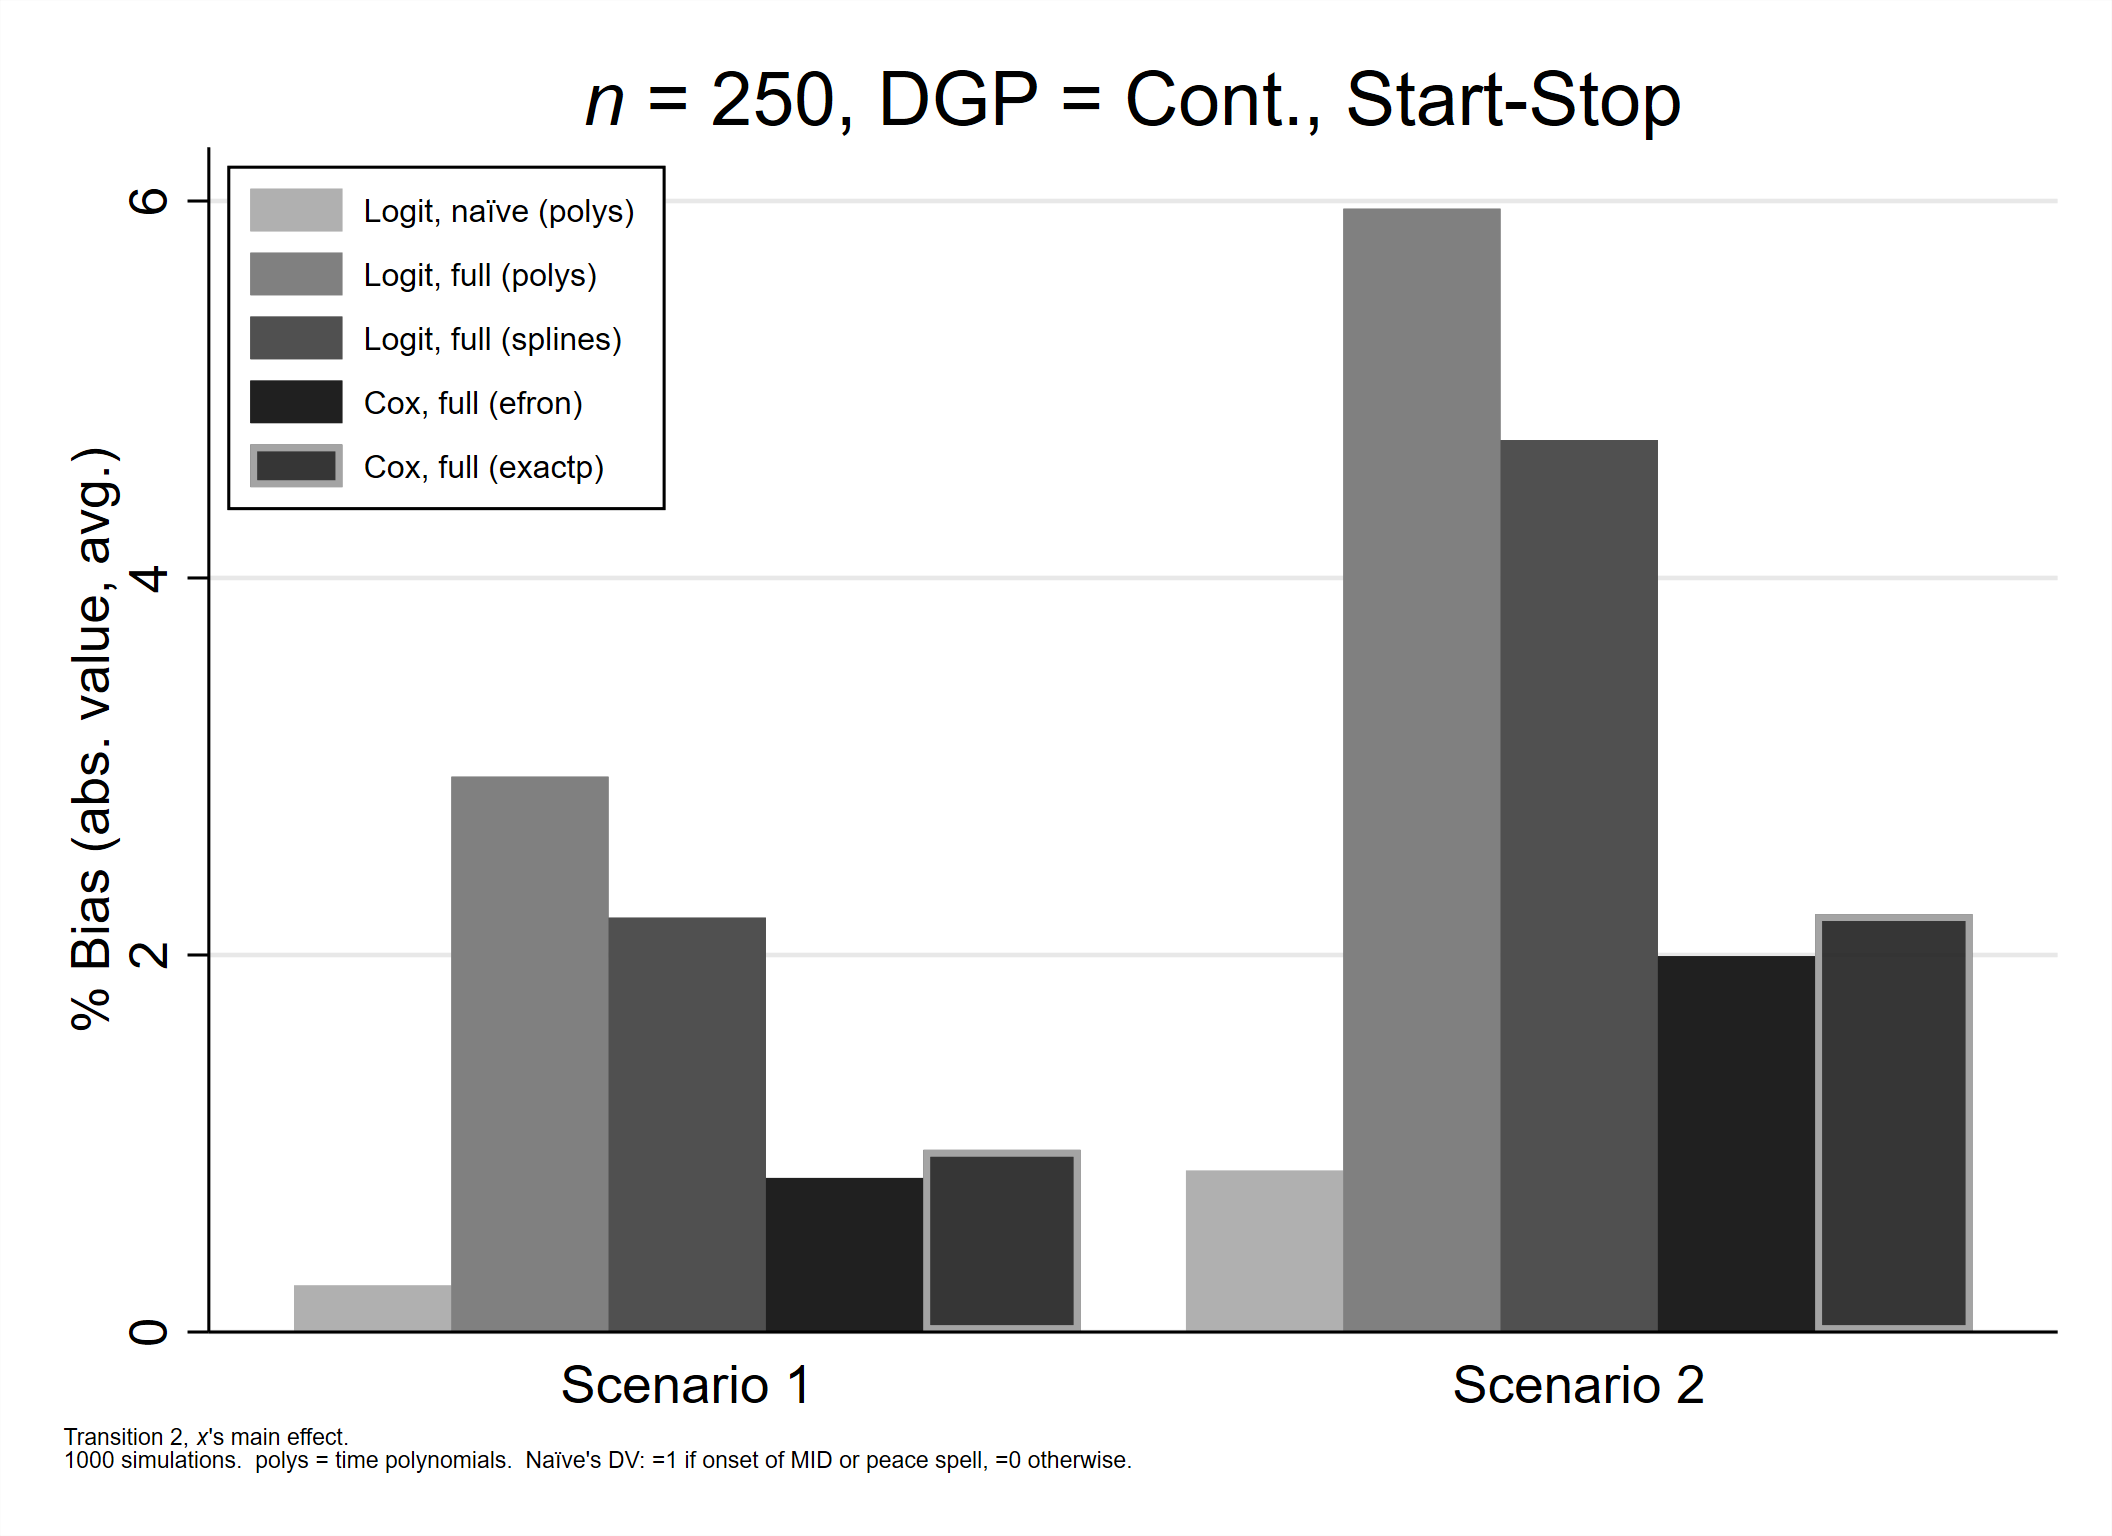 n = 250, DGP = Cont., Start-Stop
Logit, naïve (polys)
Logit, full (polys)
Logit, full (splines)
Cox, full (efron)
Cox, full (exactp)
% Bias (abs. value, avg.)
6
4
2
0
Scenario 1
Scenario 2
Transition 2, x's main effect.
1000 simulations.  polys = time polynomials.  Naïve's DV: =1 if onset of MID or peace spell, =0 otherwise.